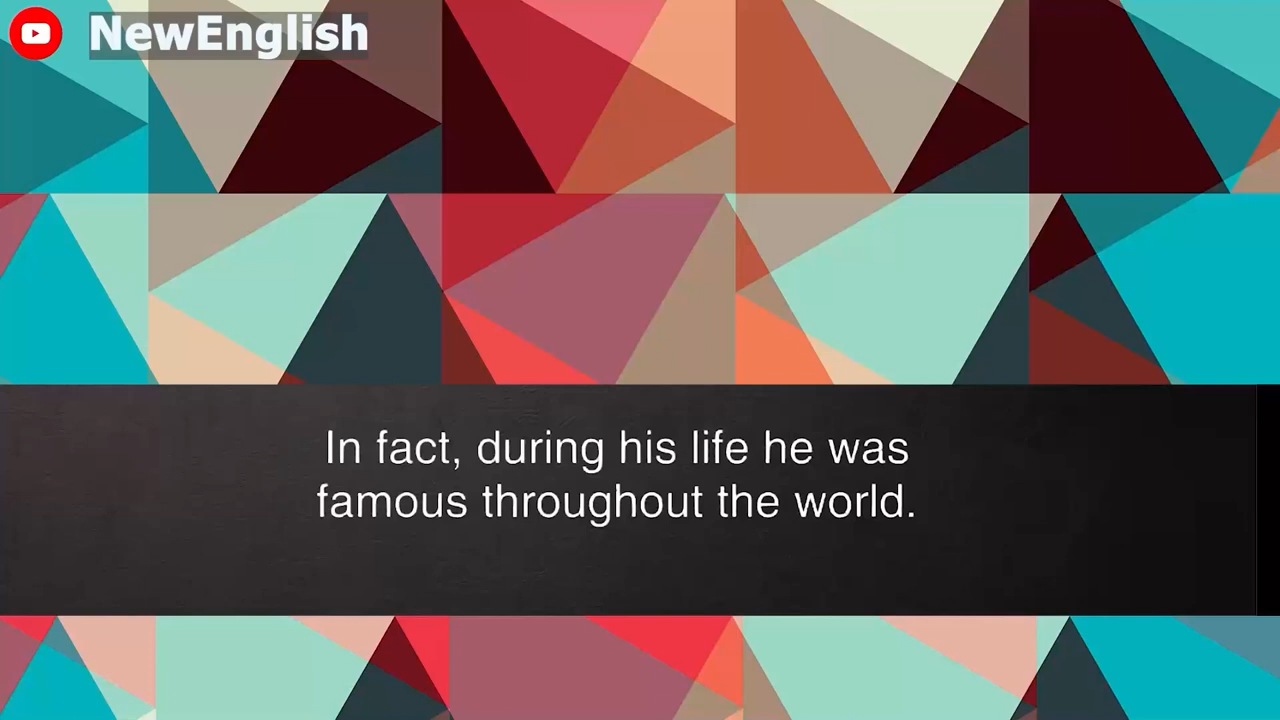 NewEnglish
In fact, during his life he was
famous throughout the world.